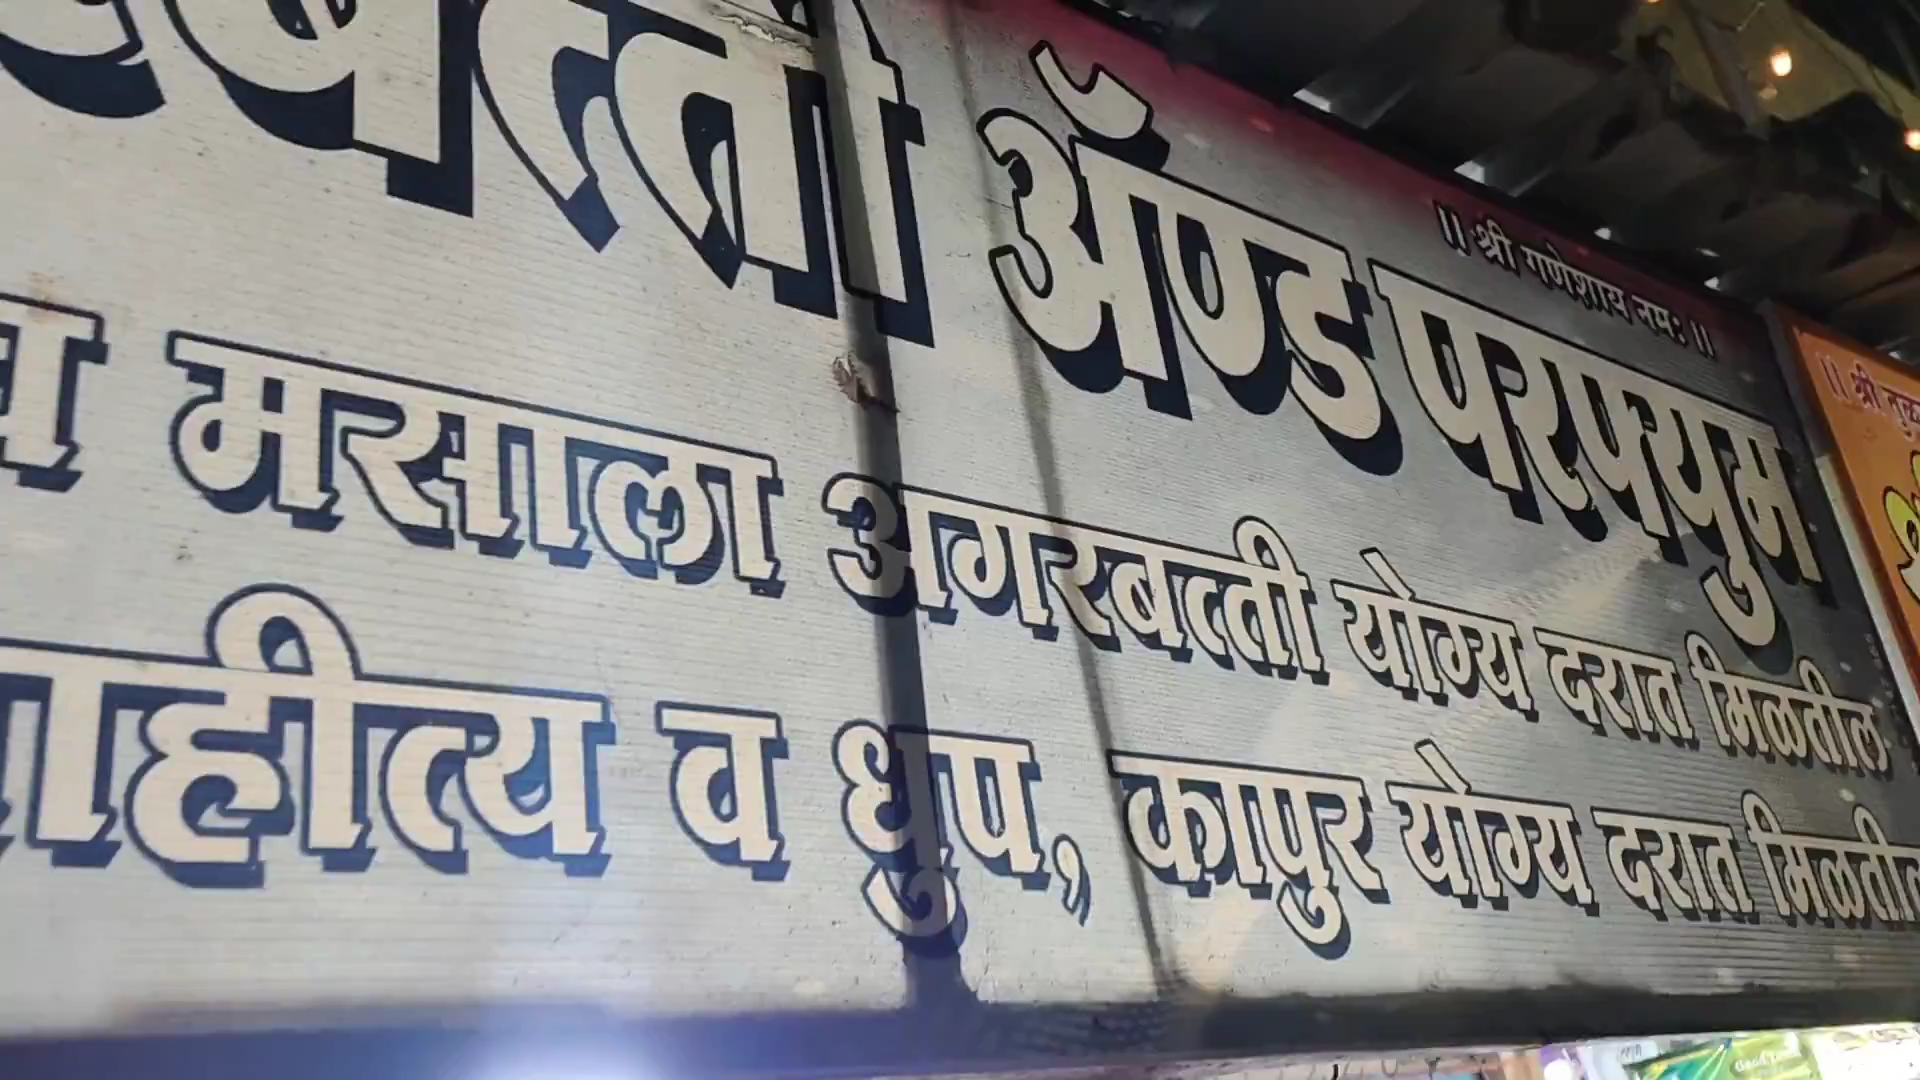 ॥ श्री गणेशाय नमः ॥
अॅण्ड परफ्युम
मसाला अगरबत्ती योग्य दरात मिळतील
व धुप, कापुर योग्य दरात मिळतील
॥ श्री